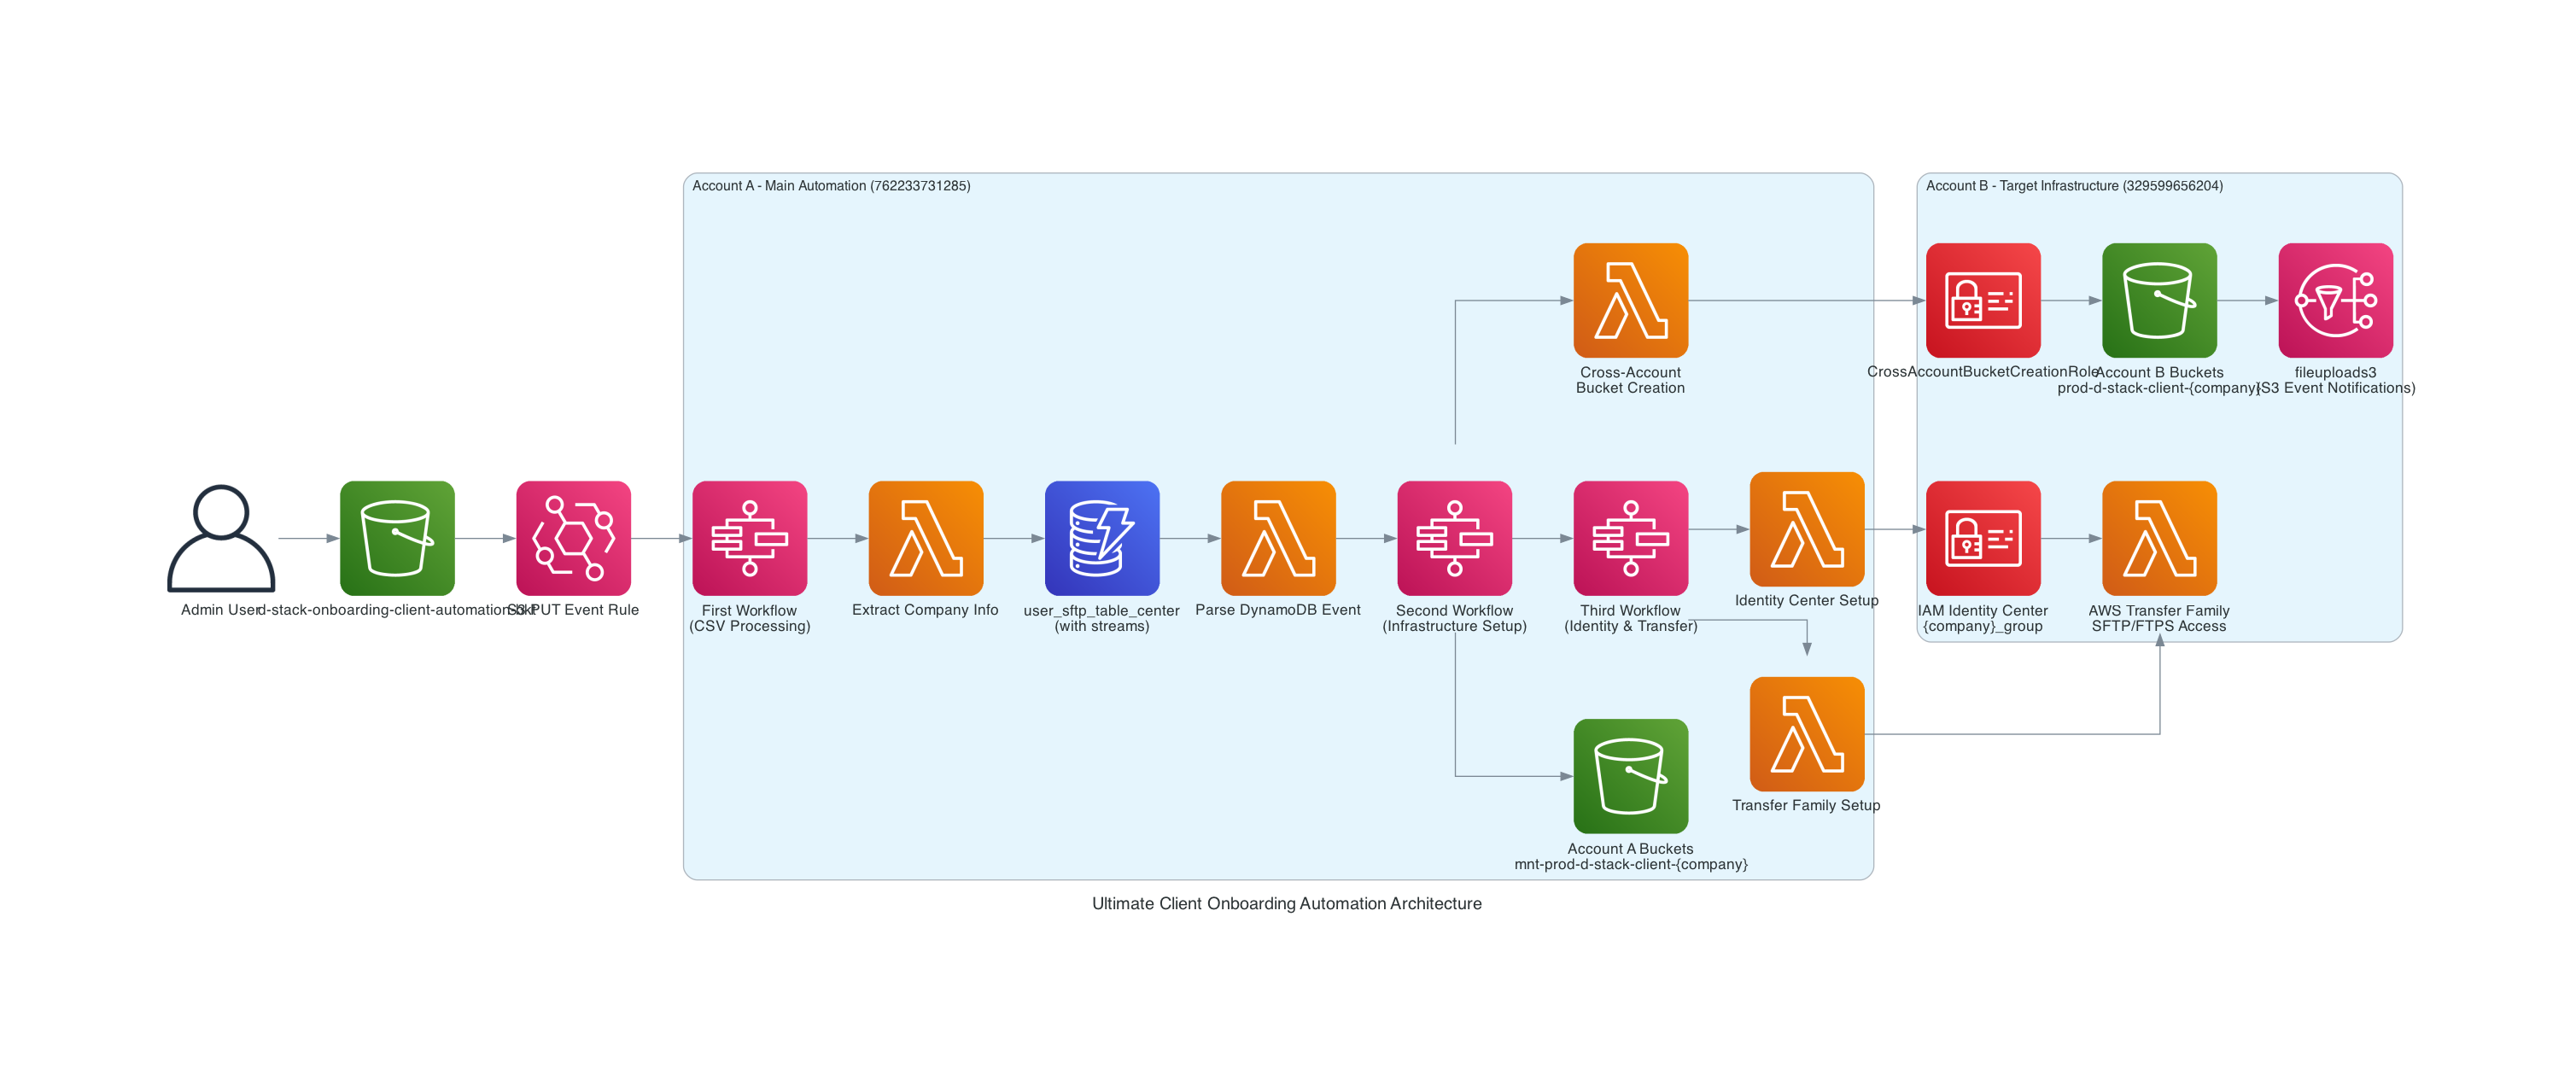 Account A - Main Automation (762233731285)
Account B - Target Infrastructure (329599656204)
Cross-Account
Bucket Creation
CrossAccountBucketCreationRole
Account B Buckets
prod-d-stack-client-{company}
fileuploads3
(S3 Event Notifications)
Admin User
d-stack-onboarding-client-automation-bkt
S3 PUT Event Rule
First Workflow
(CSV Processing)
Extract Company Info
user_sftp_table_center
(with streams)
Parse DynamoDB Event
Second Workflow
(Infrastructure Setup)
Third Workflow
(Identity & Transfer)
Identity Center Setup
IAM Identity Center
{company}_group
AWS Transfer Family
SFTP/FTPS Access
Transfer Family Setup
Account A Buckets
mnt-prod-d-stack-client-{company}
Ultimate Client Onboarding Automation Architecture